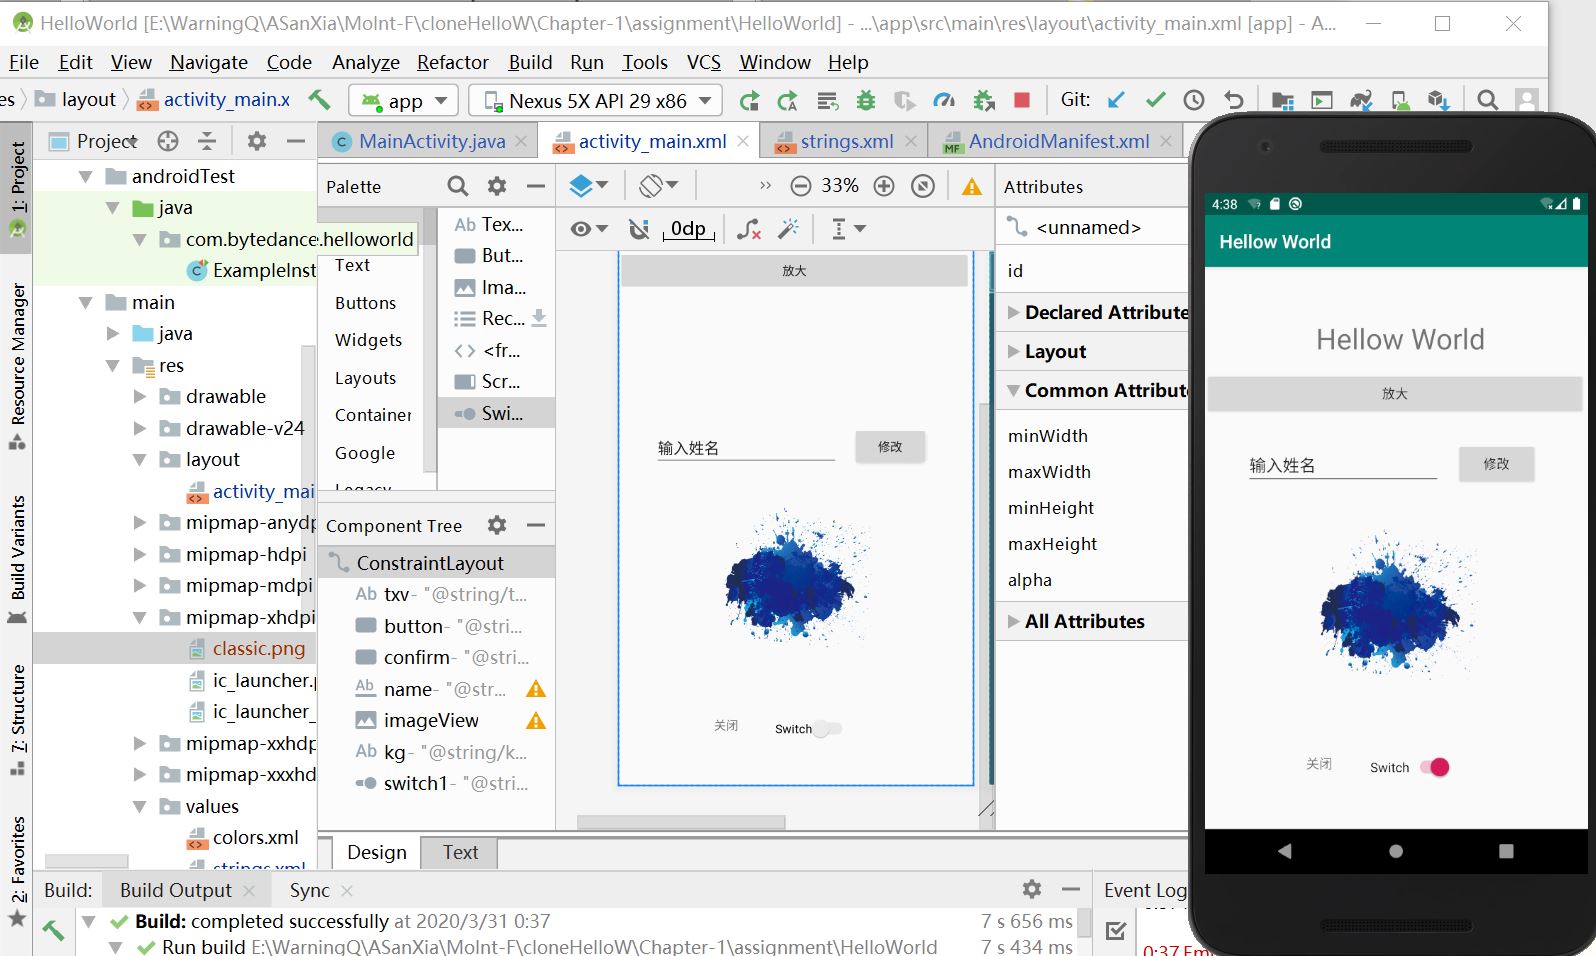 HelloWorld [E:\WarningQ\ASanXia\MoInt-F\cloneHelloW\Chapter-1\assignment\HelloWorld] - ...\app\src\main\res\layout\activity_main.xml [app] - A...
File Edit View Navigate Code Analyze Refactor Build Run Tools VCS Window Help
es layout activity_main.x app Nexus 5X API 29 x86 Git:
1: Project
Resource Manager
Build Variants
7: Structure
2: Favorites
Project
androidTest
java
com.bytedance.helloworld
ExampleInst
main
java
res
drawable
drawable-v24
layout
activity_mai
mipmap-anydp
mipmap-hdpi
mipmap-mdpi
mipmap-xhdpi
classic.png
ic_launcher.p
ic_launcher_
mipmap-xxhdp
mipmap-xxxhd
values
colors.xml
strings.xml
MainActivity.java activity_main.xml strings.xml AndroidManifest.xml
Palette
Text
Buttons
Widgets
Layouts
Container
Google
Legacy
Ab Tex...
But...
Ima...
Rec...
<fr...
Scr...
Swi...
Component Tree
ConstraintLayout
Ab txv- "@string/t...
button- "@stri...
confirm- "@stri...
Ab name- "@str...
imageView
Ab kg- "@string/k...
switch1- "@stri...
33%
0dp
放大
输入姓名 修改
关闭 Switch
Attributes
<unnamed>
id
Declared Attribute
Layout
Common Attribut
minWidth
maxWidth
minHeight
maxHeight
alpha
All Attributes
Design Text
4:38
Hellow World
Hellow World
放大
输入姓名 修改
关闭 Switch
Build: Build Output Sync
Build: completed successfully at 2020/3/31 0:37 7 s 656 ms
Run build E:\WarningQ\ASanXia\MoInt-F\cloneHelloW\Chapter-1\assignment\HelloWorld 7 s 434 ms
Event Log
0:37 Em